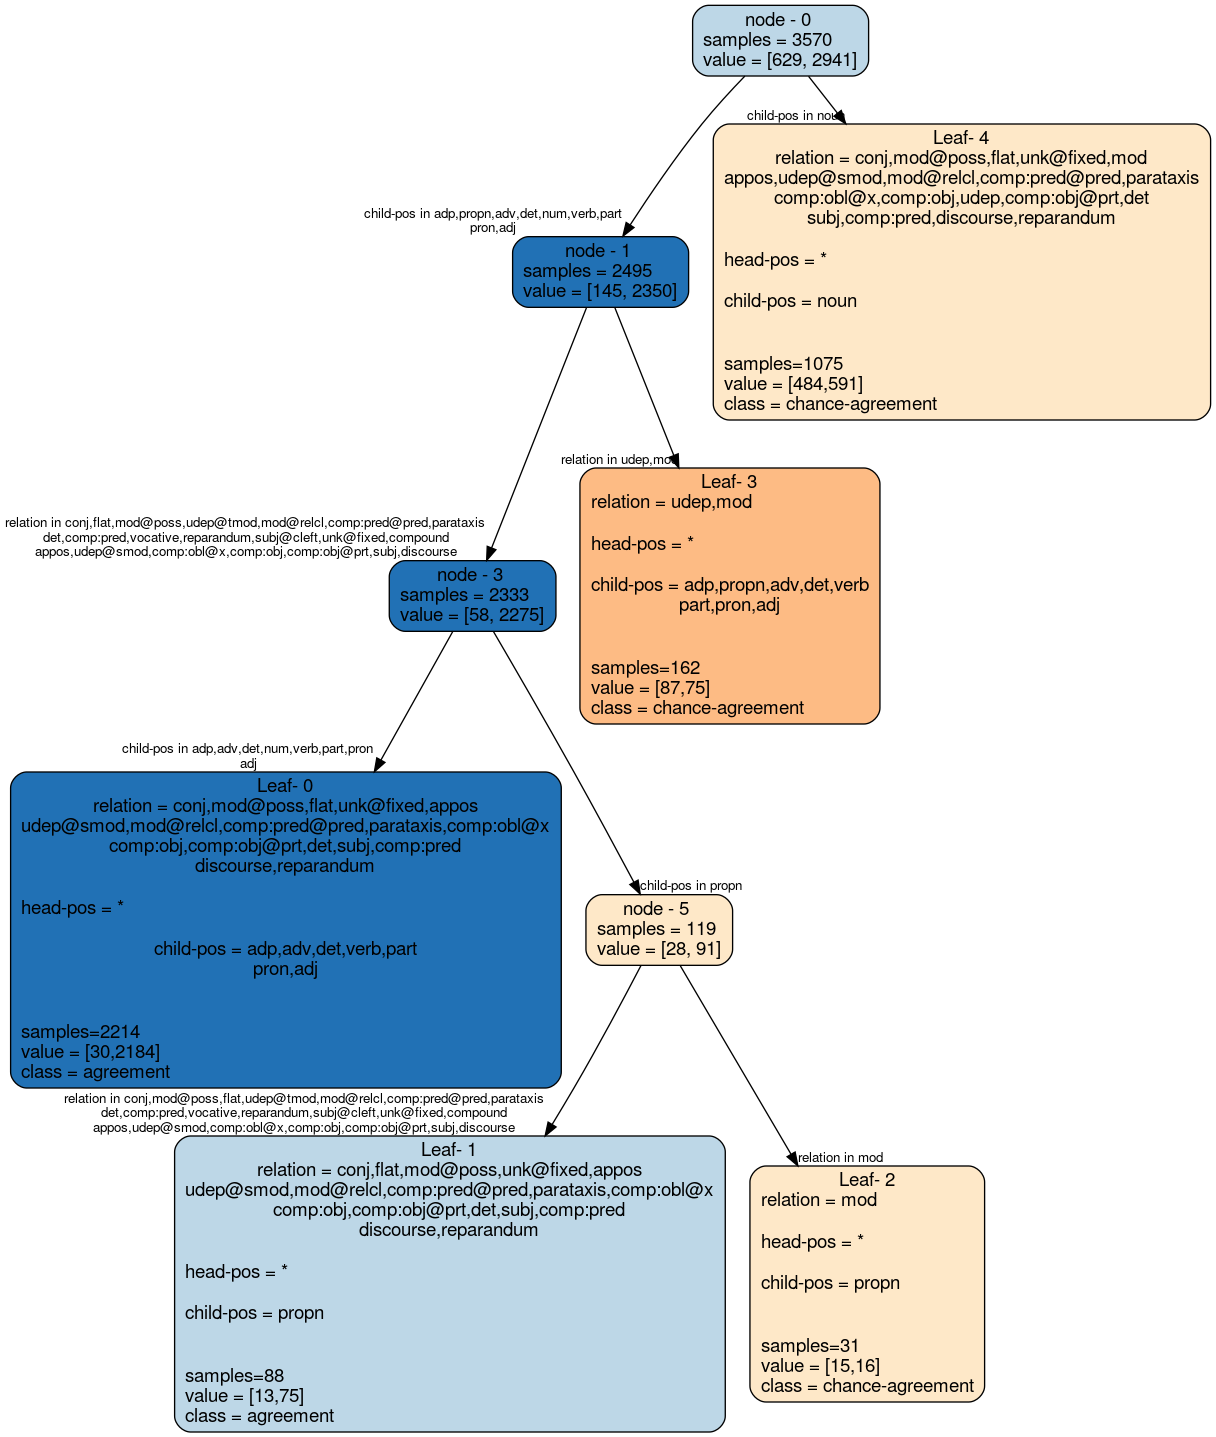 node - 0
samples = 3570
value = [629, 2941]
child-pos in noun
Leaf- 4
relation = conj,mod@poss,flat,unk@fixed,mod
appos,udep@smod,mod@relcl,comp:pred@pred,parataxis
comp:obl@x,comp:obj,udep,comp:obj@prt,det
subj,comp:pred,discourse,reparandum
head-pos = *
child-pos = noun
samples=1075
value = [484,591]
class = chance-agreement
child-pos in adp,propn,adv,det,num,verb,part
pron,adj
node - 1
samples = 2495
value = [145, 2350]
relation in udep,mod
Leaf- 3
relation = udep,mod
head-pos = *
child-pos = adp,propn,adv,det,verb
part,pron,adj
samples=162
value = [87,75]
class = chance-agreement
relation in conj,flat,mod@poss,udep@tmod,mod@relcl,comp:pred@pred,parataxis
det,comp:pred,vocative,reparandum,subj@cleft,unk@fixed,compound
appos,udep@smod,comp:obl@x,comp:obj,comp:obj@prt,subj,discourse
node - 3
samples = 2333
value = [58, 2275]
child-pos in adp,adv,det,num,verb,part,pron
adj
Leaf- 0
relation = conj,mod@poss,flat,unk@fixed,appos
udep@smod,mod@relcl,comp:pred@pred,parataxis,comp:obl@x
comp:obj,comp:obj@prt,det,subj,comp:pred
discourse,reparandum
head-pos = *
child-pos = adp,adv,det,verb,part
pron,adj
samples=2214
value = [30,2184]
class = agreement
child-pos in propn
node - 5
samples = 119
value = [28, 91]
relation in conj,mod@poss,flat,udep@tmod,mod@relcl,comp:pred@pred,parataxis
det,comp:pred,vocative,reparandum,subj@cleft,unk@fixed,compound
appos,udep@smod,comp:obl@x,comp:obj,comp:obj@prt,subj,discourse
Leaf- 1
relation = conj,flat,mod@poss,unk@fixed,appos
udep@smod,mod@relcl,comp:pred@pred,parataxis,comp:obl@x
comp:obj,comp:obj@prt,det,subj,comp:pred
discourse,reparandum
head-pos = *
child-pos = propn
samples=88
value = [13,75]
class = agreement
relation in mod
Leaf- 2
relation = mod
head-pos = *
child-pos = propn
samples=31
value = [15,16]
class = chance-agreement